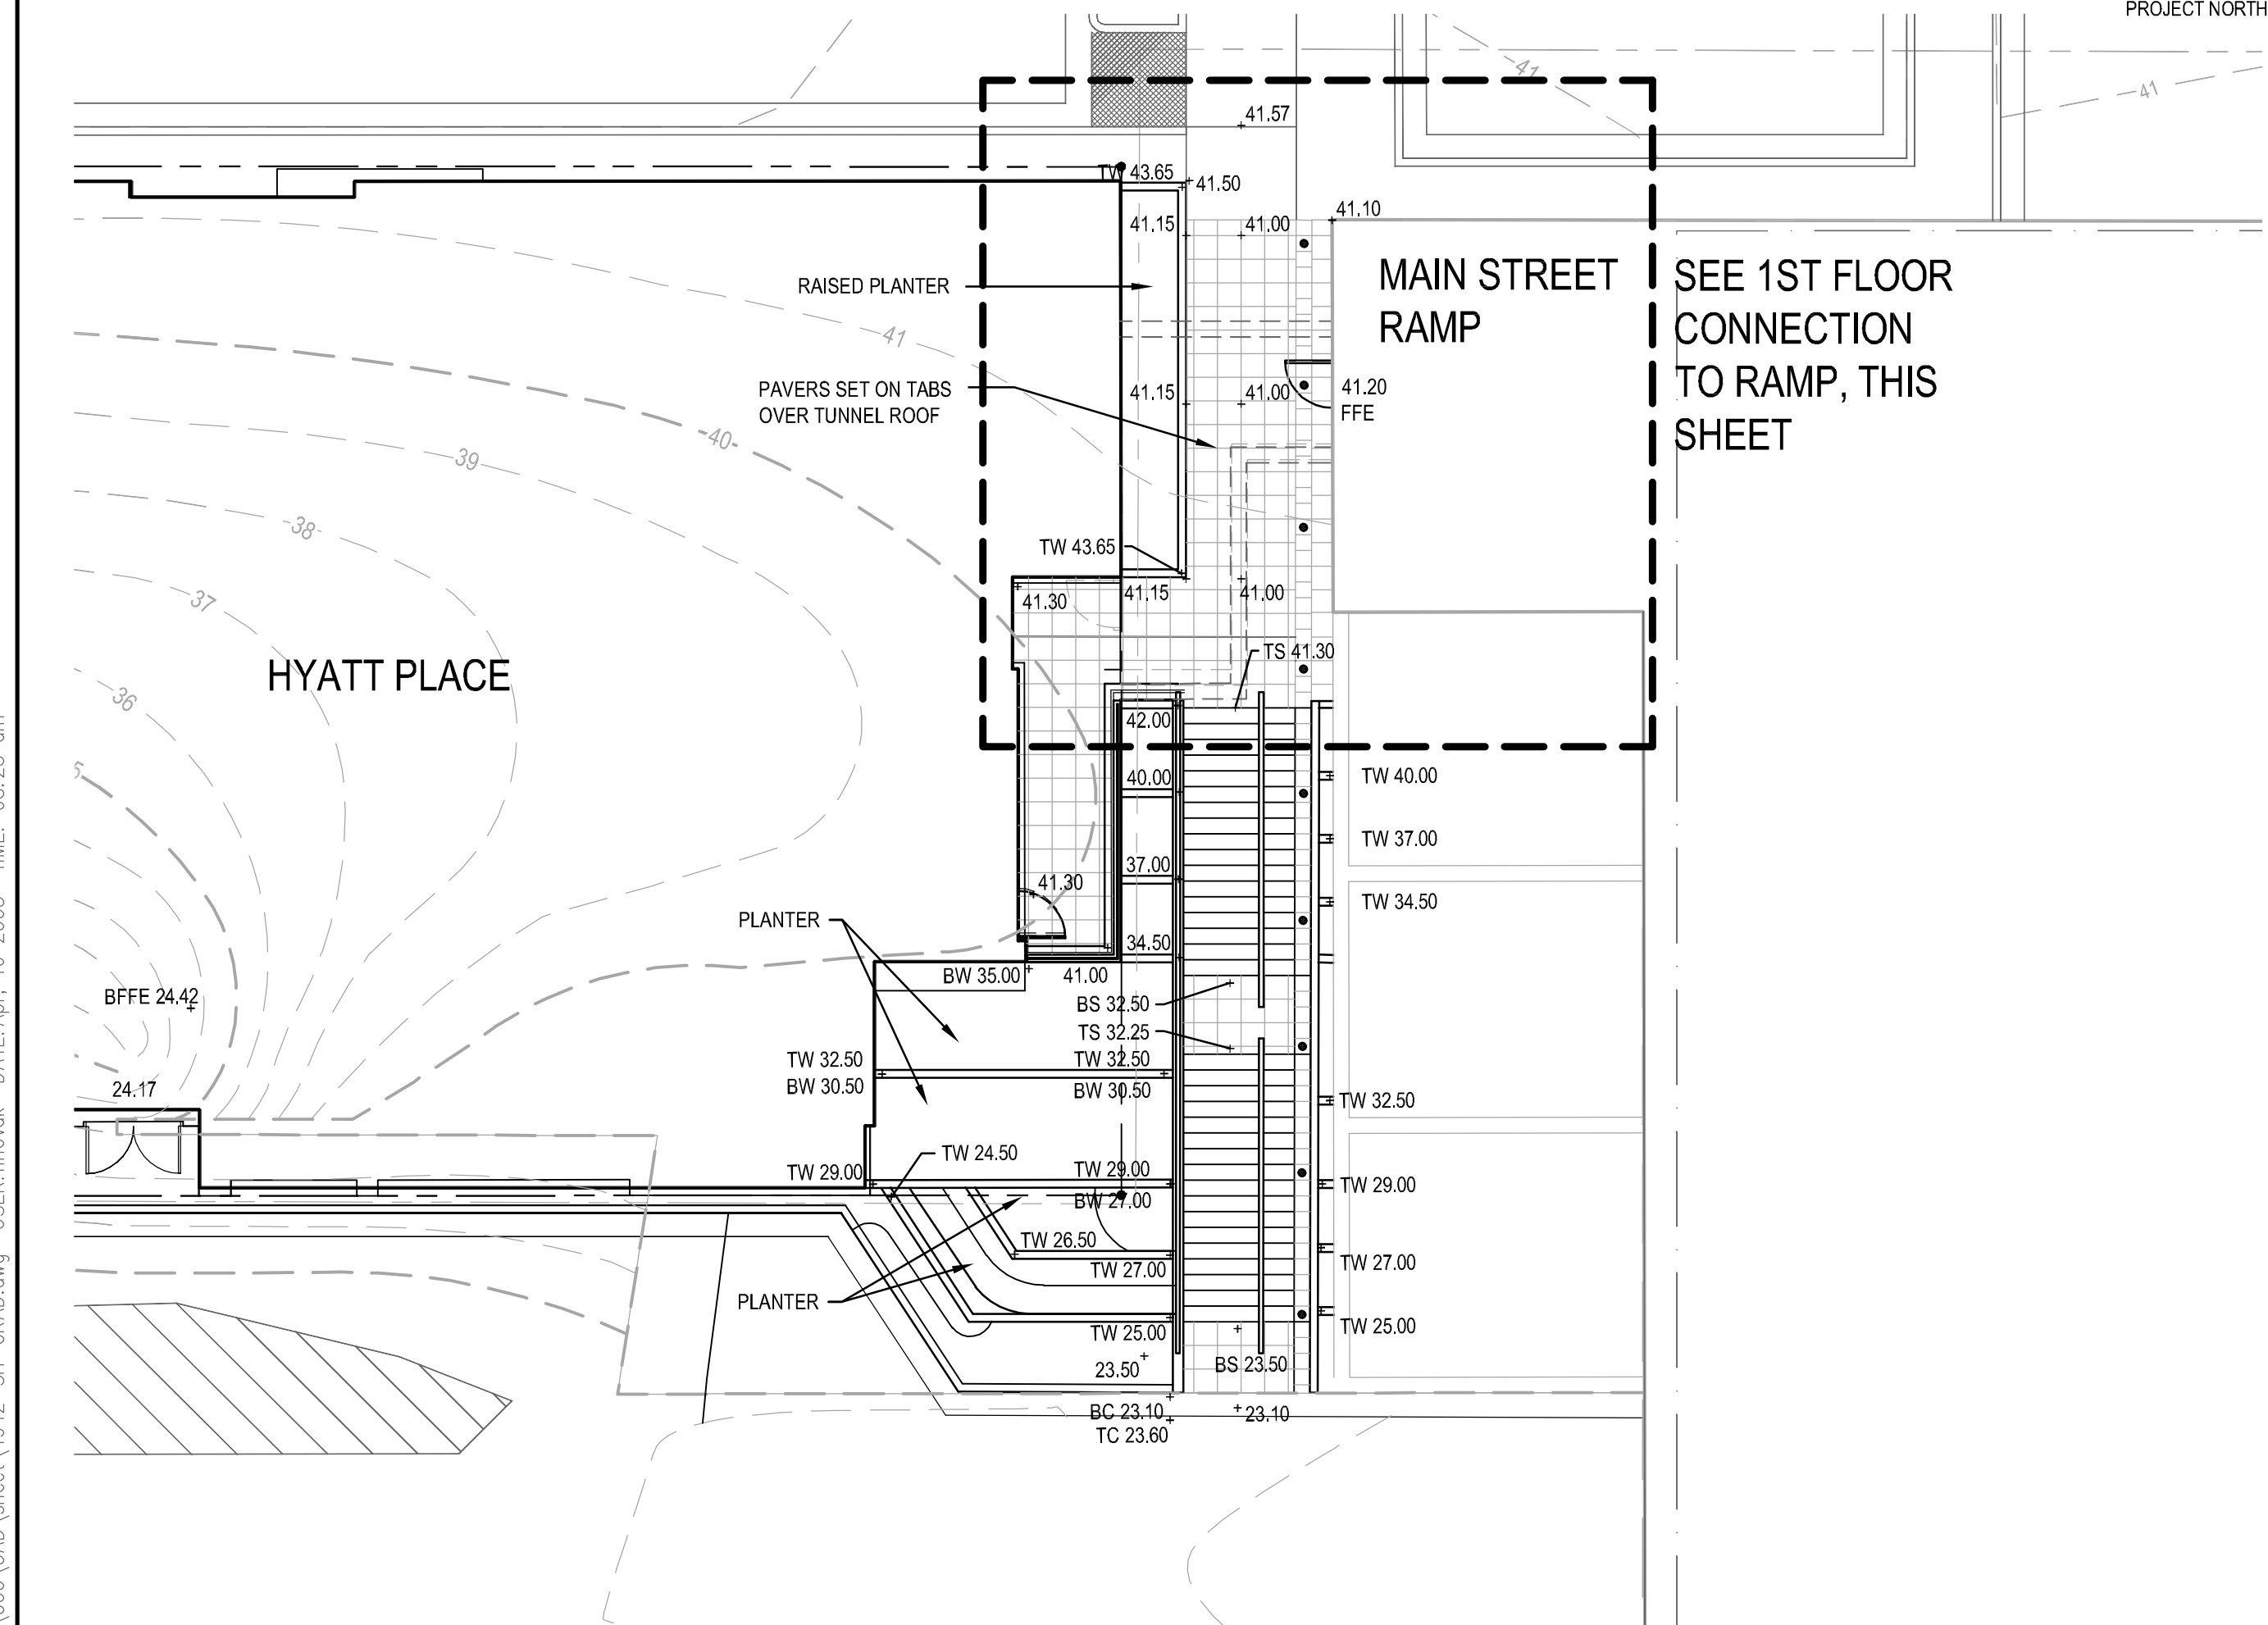 PROJECT NORTH
41
41
41.57
TW 43.65
41.50
41.10
41.15
41.00
MAIN STREET
RAMP
SEE 1ST FLOOR
CONNECTION
TO RAMP, THIS
SHEET
RAISED PLANTER
41
PAVERS SET ON TABS
OVER TUNNEL ROOF
41.15
41.00
41.20
FFE
40
39
38
TW 43.65
41.30
41.15
41.00
37
HYATT PLACE
TS 41.30
36
42.00
40.00
TW 40.00
TW 37.00
37.00
41.30
TW 34.50
PLANTER
34.50
BW 35.00
41.00
BFFE 24.42
BS 32.50
TS 32.25
TW 32.50
BW 30.50
TW 32.50
BW 30.50
24.17
TW 32.50
TW 24.50
TW 29.00
TW 29.00
TW 29.00
BW 27.00
TW 26.50
TW 27.00
TW 27.00
PLANTER
TW 25.00
TW 25.00
23.50
BS 23.50
BC 23.10
23.10
TC 23.60